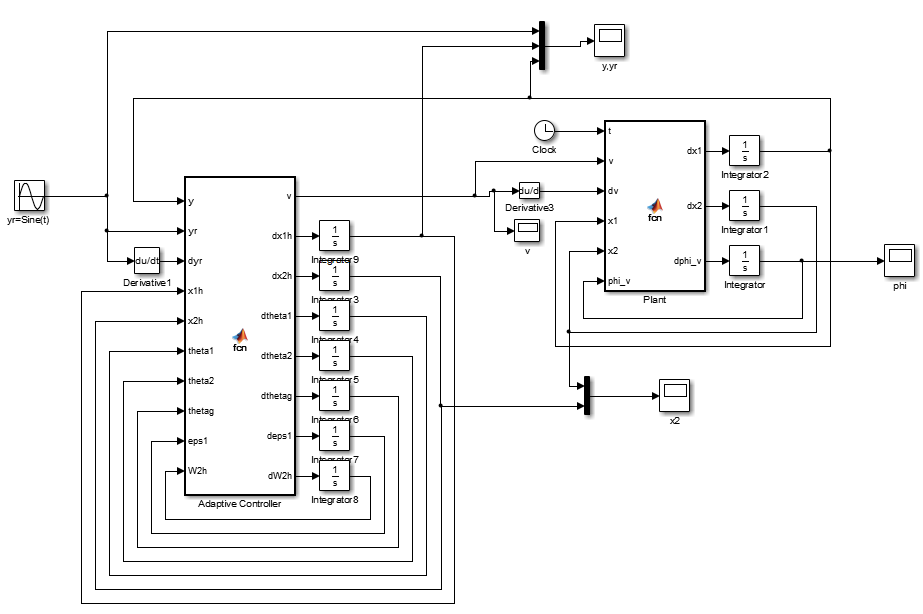 y,yr
Clock
t
v
dv
x1
x2
phi_v
fcn
dx1
dx2
dphi_v
Plant
1
s
Integrator2
1
s
Integrator1
1
s
Integrator
phi
du/d
Derivative3
v
yr=Sine(t)
du/dt
Derivative1
y
yr
dyr
x1h
x2h
theta1
theta2
thetag
eps1
W2h
fcn
v
dx1h
dx2h
dtheta1
dtheta2
dthetag
deps1
dW2h
Adaptive Controller
1
s
Integrator9
1
s
Integrator3
1
s
Integrator4
1
s
Integrator5
1
s
Integrator6
1
s
Integrator7
1
s
Integrator8
x2